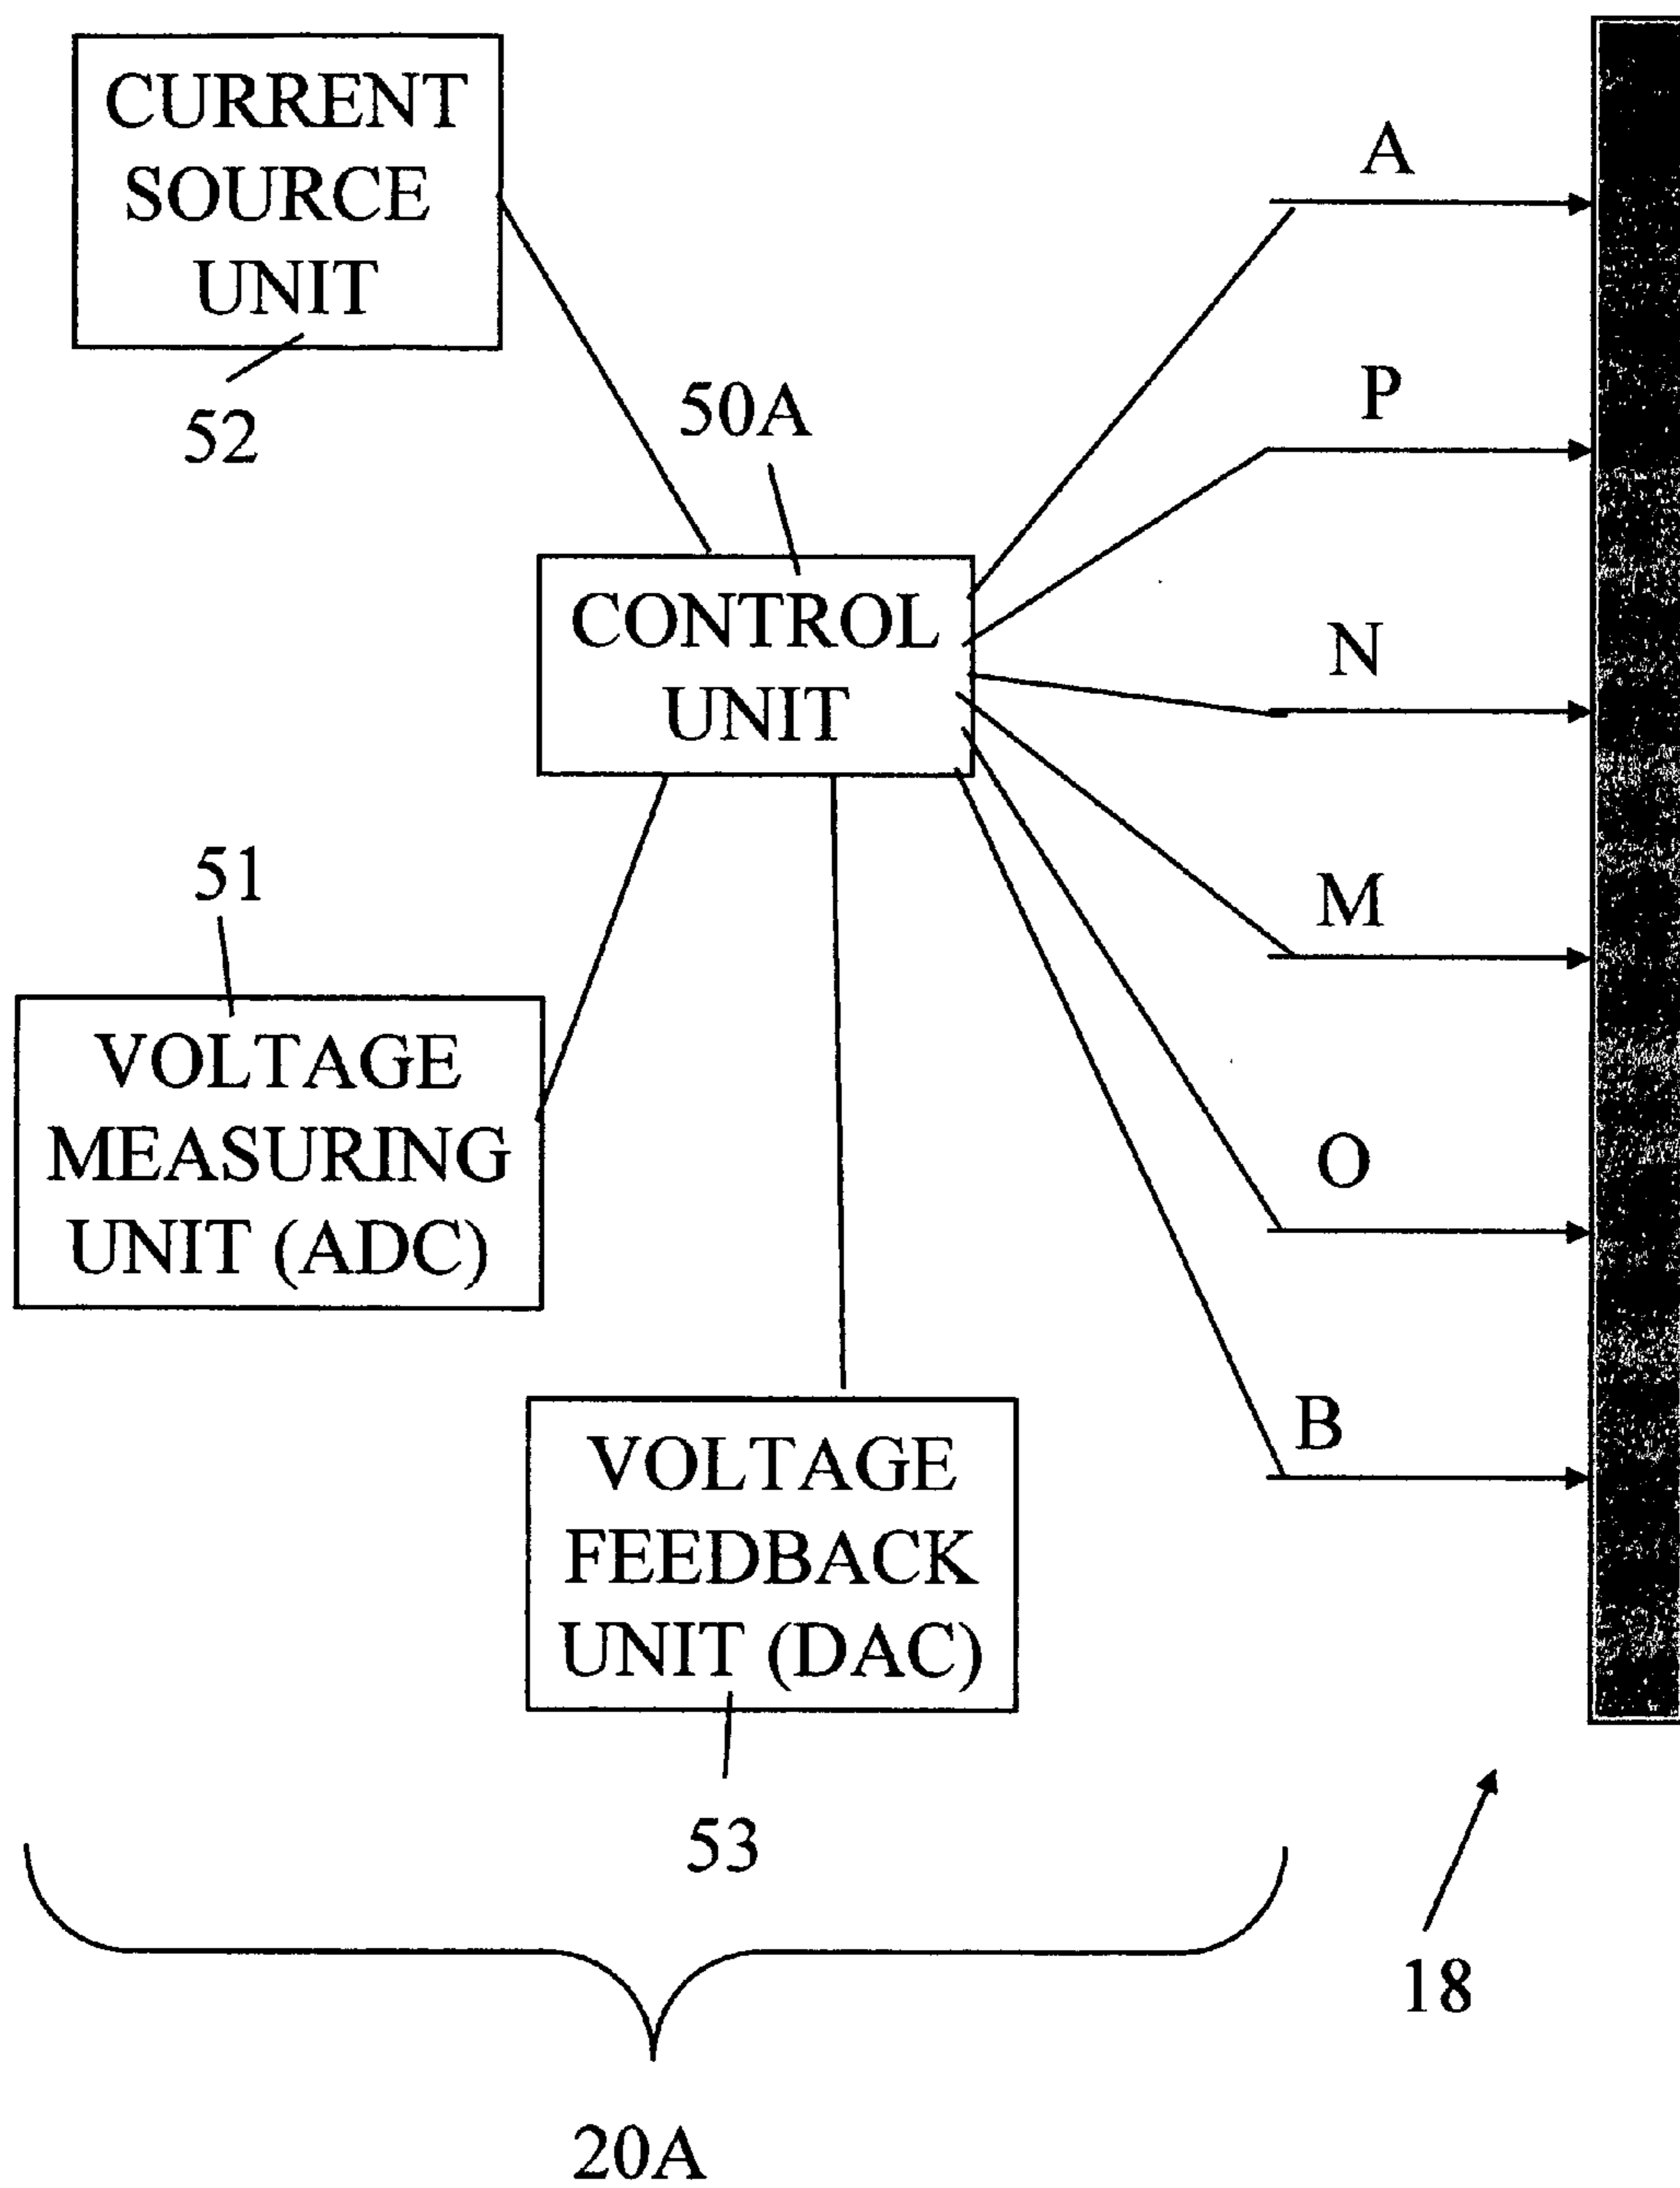 CURRENT
SOURCE
UNIT
52
50A
CONTROL
UNIT
51
VOLTAGE
MEASURING
UNIT (ADC)
VOLTAGE
FEEDBACK
UNIT (DAC)
53
A
P
N
M
O
B
18
20A